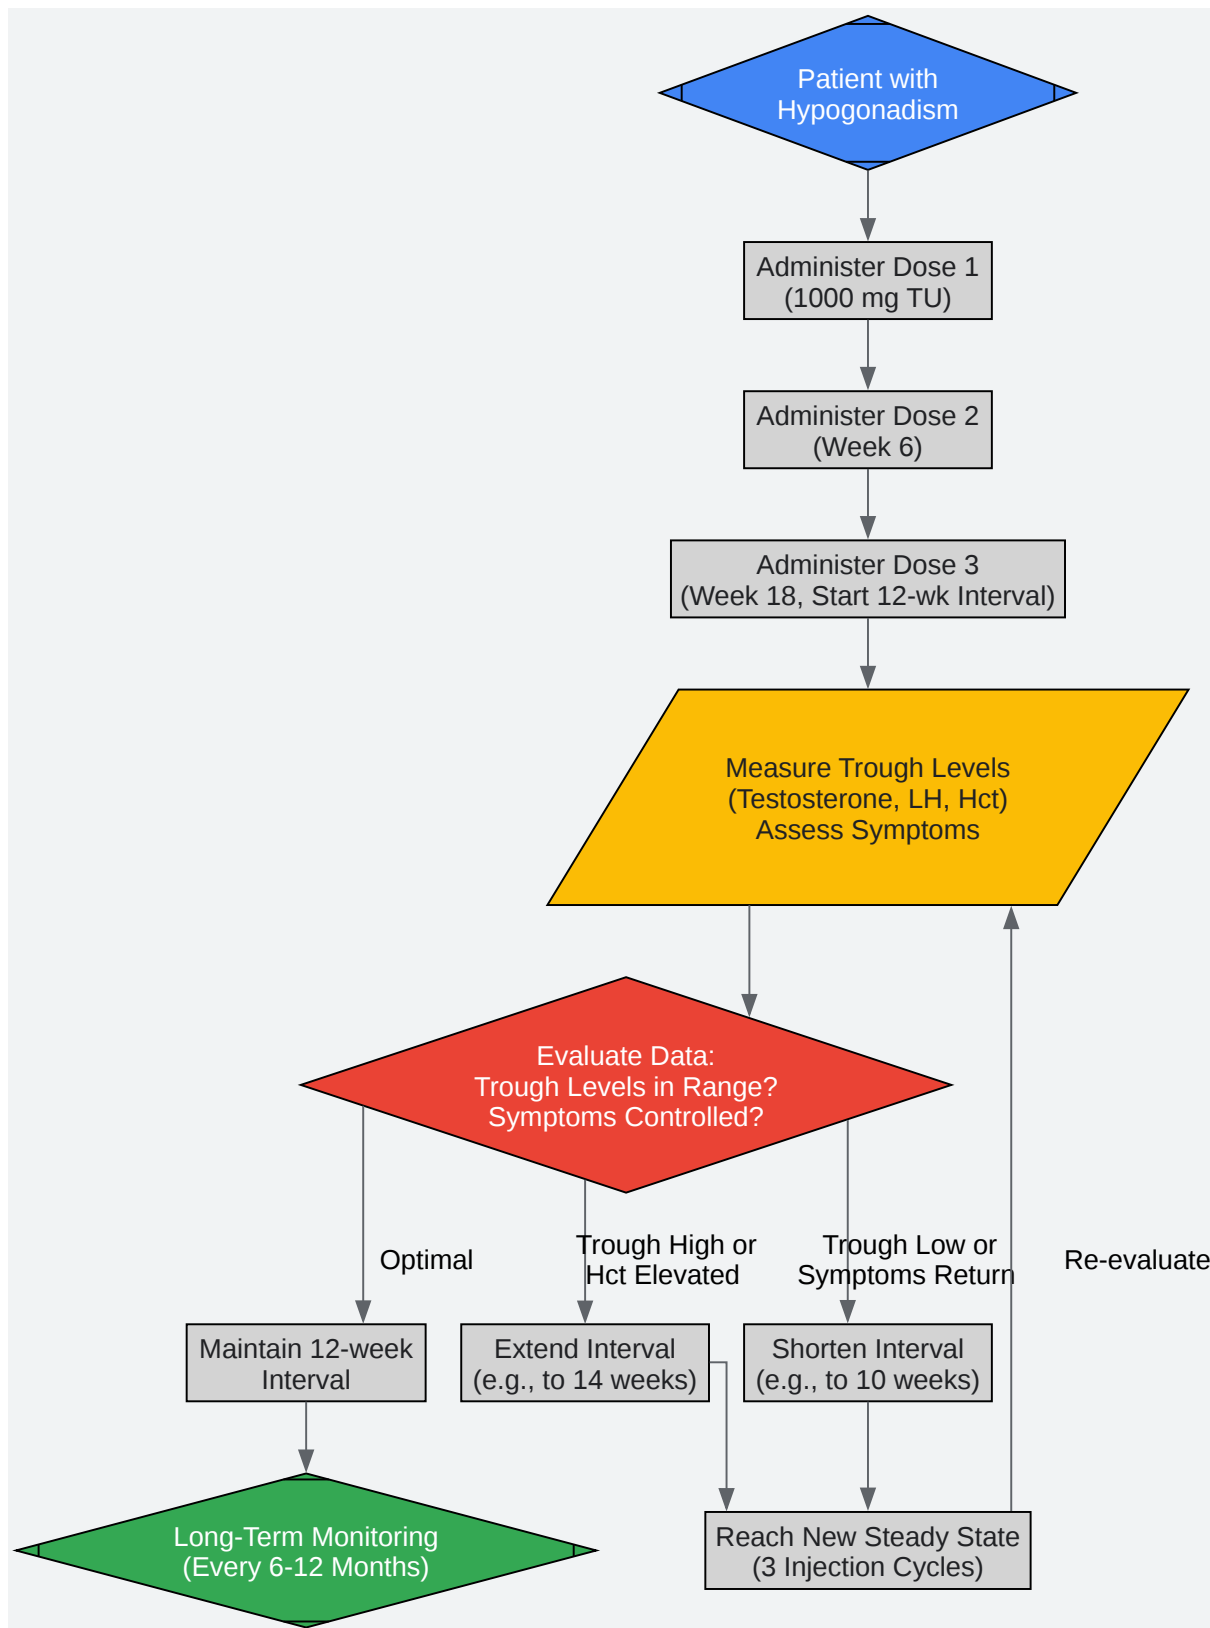 Patient with
Hypogonadism
Administer Dose 1
(1000 mg TU)
Administer Dose 2
(Week 6)
Administer Dose 3
(Week 18, Start 12-wk Interval)
Measure Trough Levels
(Testosterone, LH, Hct)
Assess Symptoms
Evaluate Data:
Trough Levels in Range?
Symptoms Controlled?
Optimal
Trough High or
Hct Elevated
Trough Low or
Symptoms Return
Re-evaluate
Maintain 12-week
Interval
Extend Interval
(e.g., to 14 weeks)
Shorten Interval
(e.g., to 10 weeks)
Long-Term Monitoring
(Every 6-12 Months)
Reach New Steady State
(3 Injection Cycles)